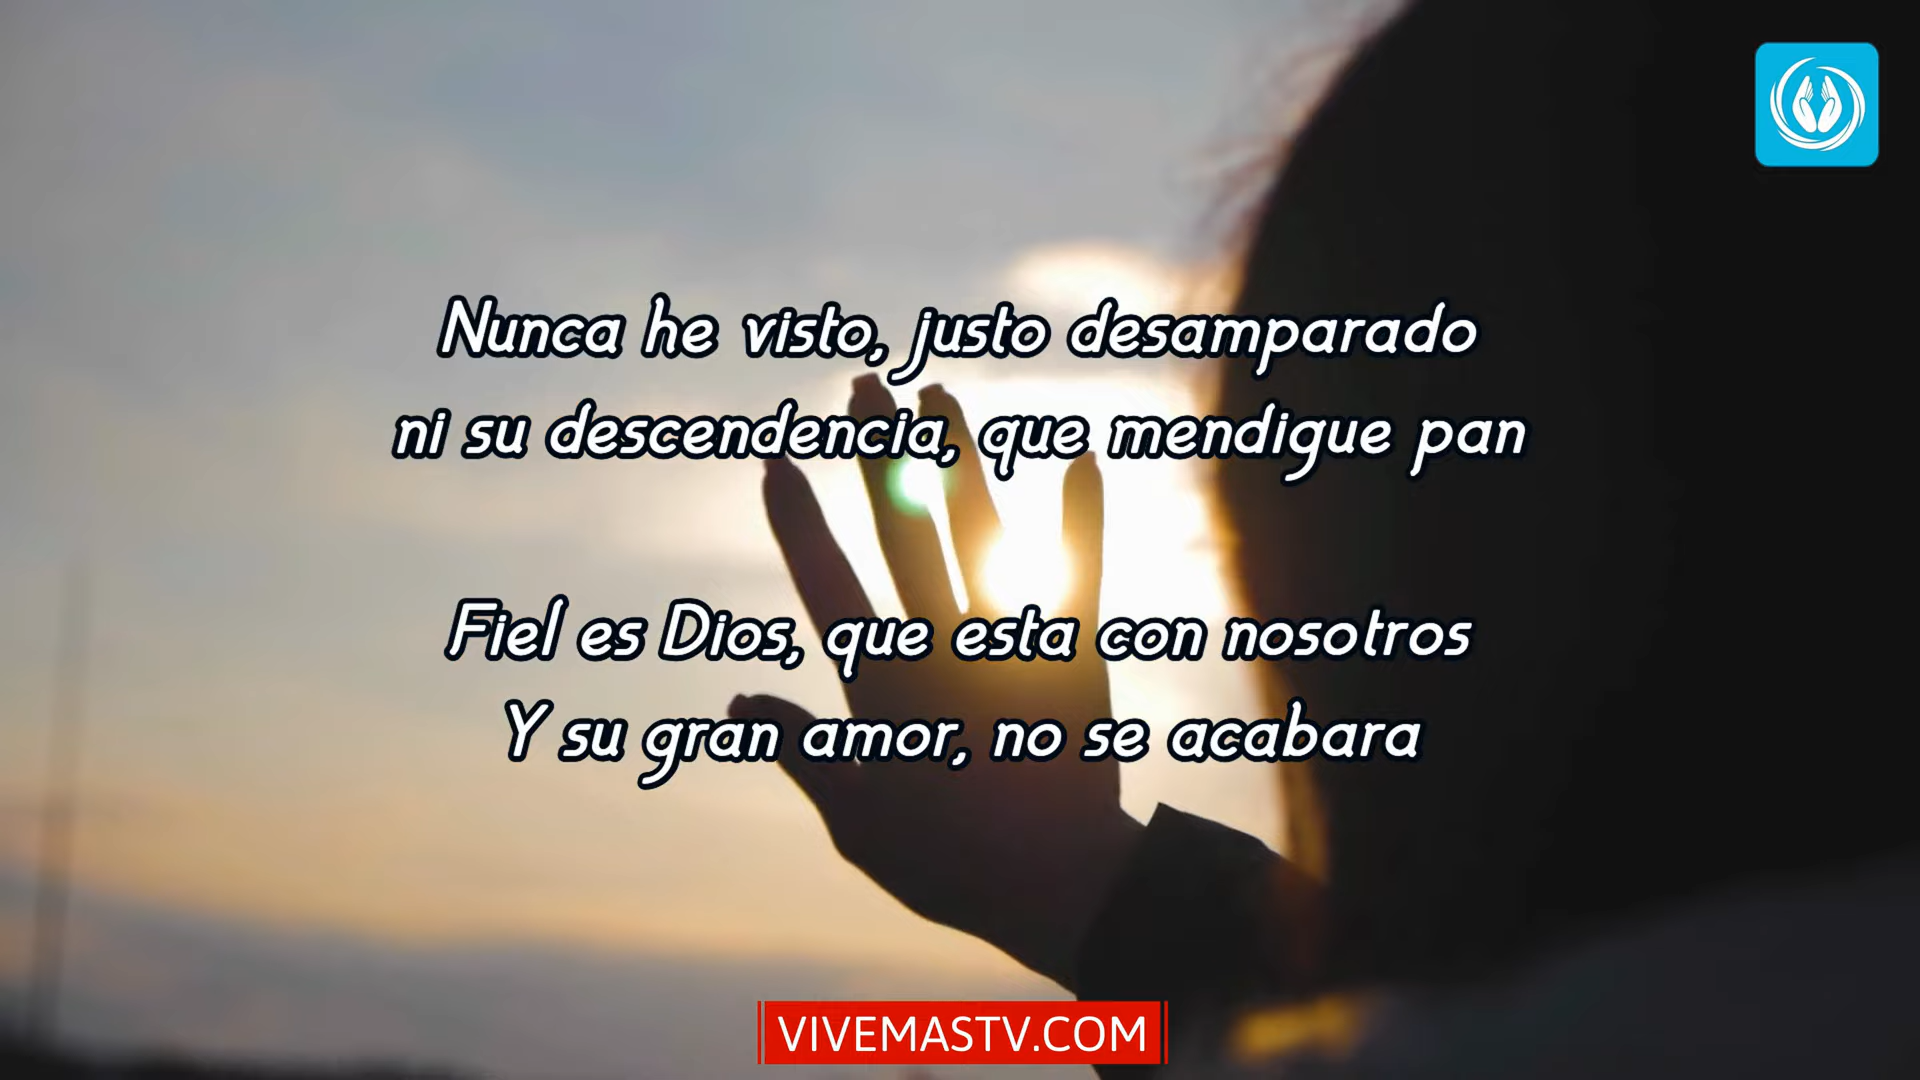 Nunca he visto, justo desamparado
ni su descendencia, que mendigue pan
Fiel es Dios, que esta con nosotros
Y su gran amor, no se acabara
VIVEMASTV.COM